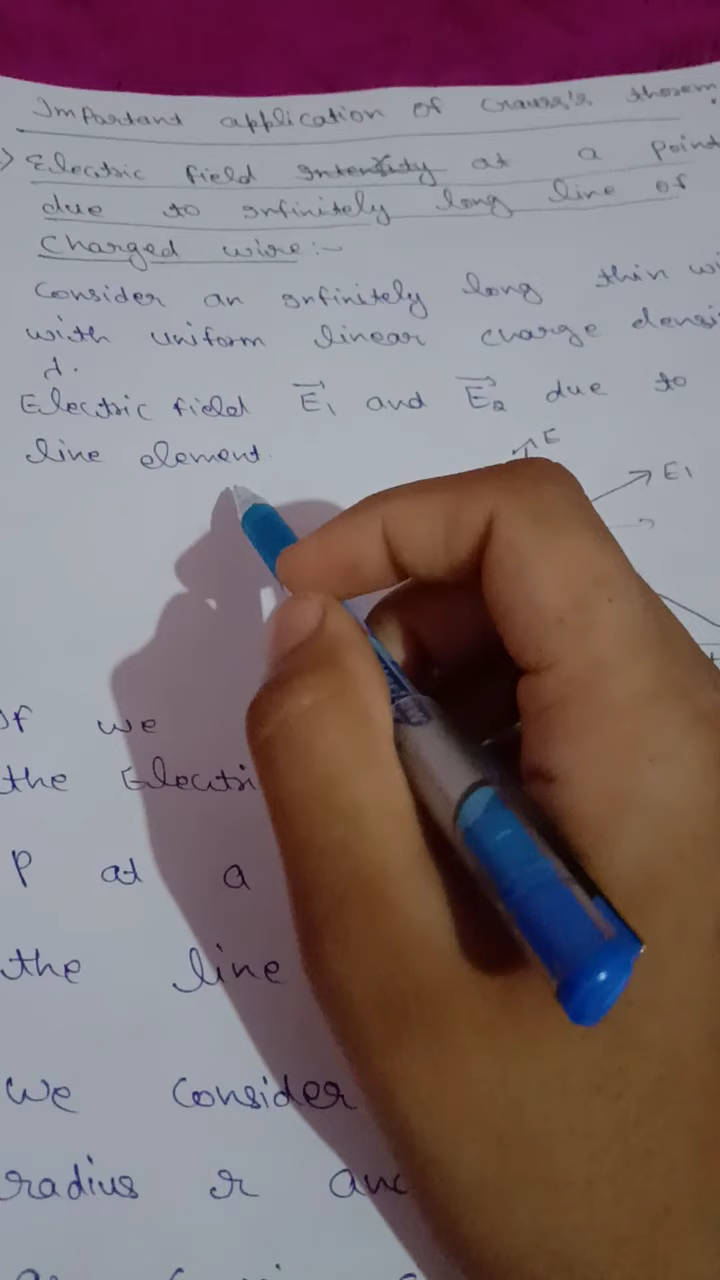 Important application of Gauss's theorem
Electric field intensity at a point
due to infinitely long line of
charged wire:-
Consider an infinitely long thin wi
with uniform linear charge densi
λ.
Electric field E₁ and E₂ due to
line element.
E
E₁
If we
the Electri
P at a
the line
we consider
radius r and